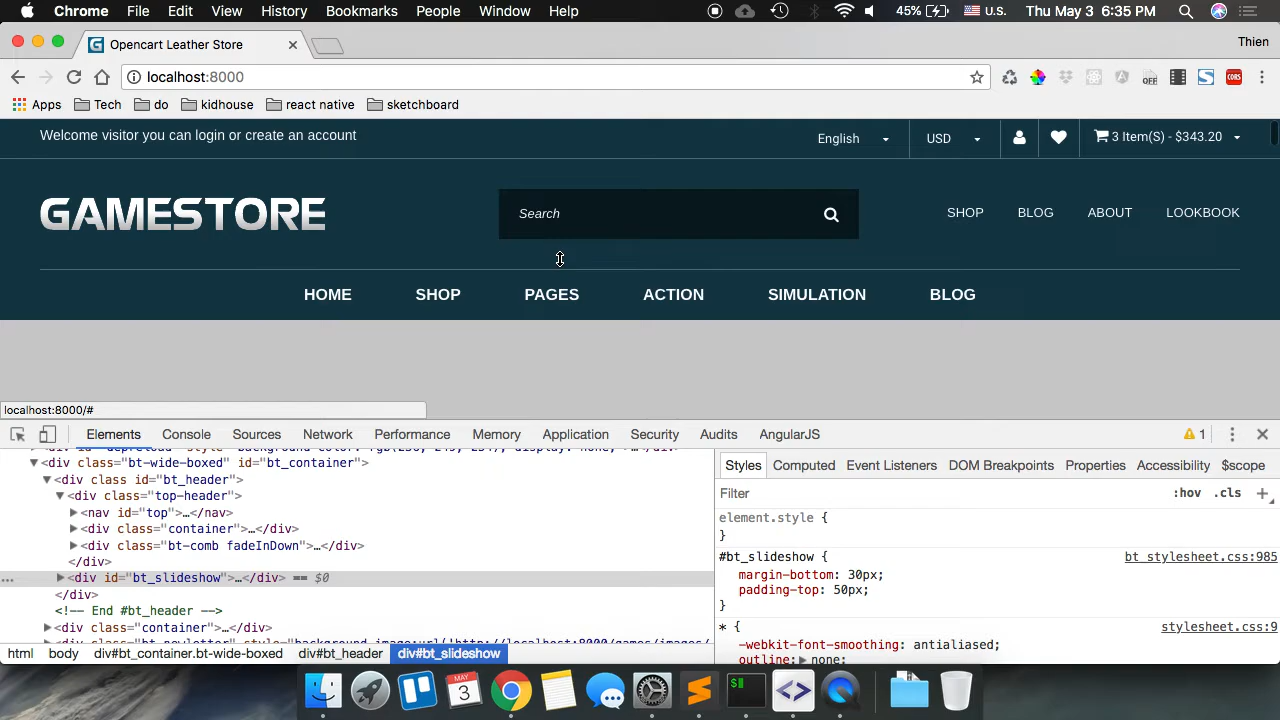 Chrome File Edit View History Bookmarks People Window Help 45% U.S. Thu May 3 6:35 PM
Opencart Leather Store Thien
localhost:8000 OFF CORS
Apps Tech do kidhouse react native sketchboard
Welcome visitor you can login or create an account English USD 3 Item(S) - $343.20
GAMESTORE Search SHOP BLOG ABOUT LOOKBOOK
HOME SHOP PAGES ACTION SIMULATION BLOG
localhost:8000/#
Elements Console Sources Network Performance Memory Application Security Audits AngularJS 1
<div class="bt-wide-boxed" id="bt_container">
<div class id="bt_header">
<div class="top-header">
<nav id="top">…</nav>
<div class="container">…</div>
<div class="bt-comb fadeInDown">…</div>
</div>
<div id="bt_slideshow">…</div> == $0
</div>
<!-- End #bt_header -->
<div class="container">…</div>
html body div#bt_container.bt-wide-boxed div#bt_header div#bt_slideshow
Styles Computed Event Listeners DOM Breakpoints Properties Accessibility $scope
Filter :hov .cls +
element.style {
}
#bt_slideshow { bt_stylesheet.css:985
margin-bottom: 30px;
padding-top: 50px;
}
* { stylesheet.css:9
-webkit-font-smoothing: antialiased;
outline: none;
MAY
3
$